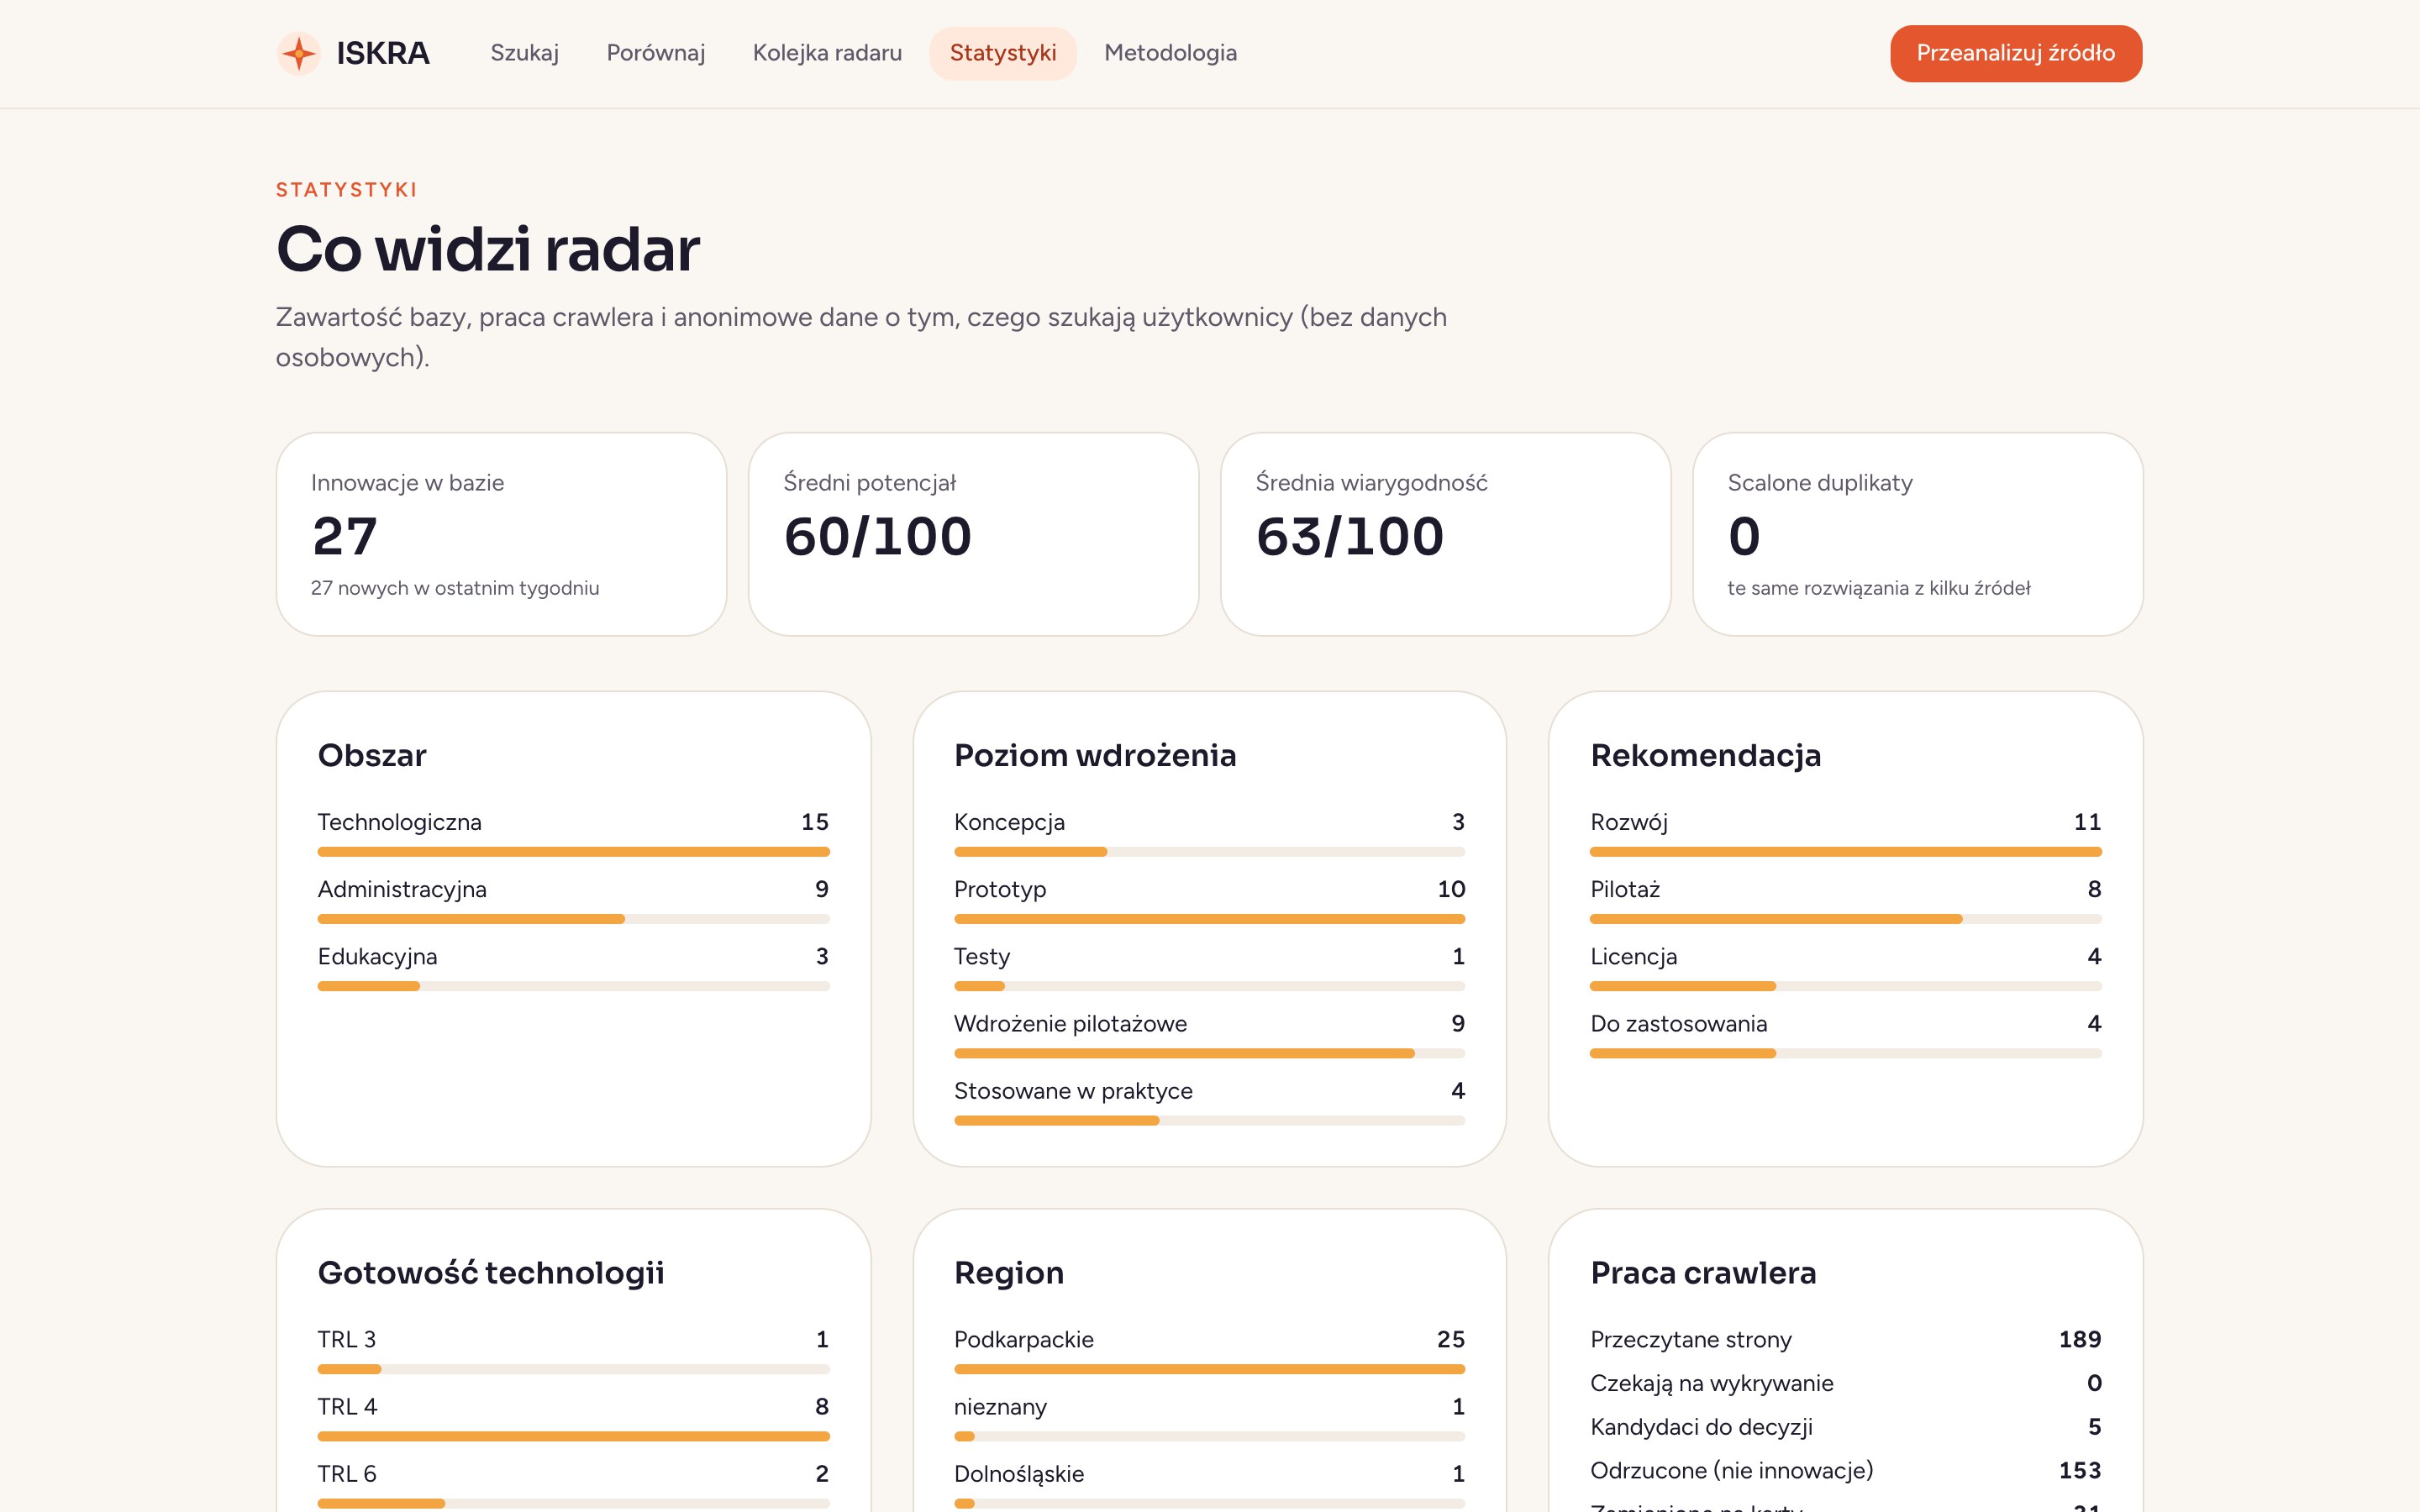 ISKRA
Szukaj
Porównaj
Kolejka radaru
Statystyki
Metodologia
Przeanalizuj źródło
STATYSTYKI
Co widzi radar
Zawartość bazy, praca crawlera i anonimowe dane o tym, czego szukają użytkownicy (bez danych
osobowych).
Innowacje w bazie
27
27 nowych w ostatnim tygodniu
Średni potencjał
60/100
Średnia wiarygodność
63/100
Scalone duplikaty
0
te same rozwiązania z kilku źródeł
Obszar
Technologiczna 15
Administracyjna 9
Edukacyjna 3
Poziom wdrożenia
Koncepcja 3
Prototyp 10
Testy 1
Wdrożenie pilotażowe 9
Stosowane w praktyce 4
Rekomendacja
Rozwój 11
Pilotaż 8
Licencja 4
Do zastosowania 4
Gotowość technologii
TRL 3 1
TRL 4 8
TRL 6 2
Region
Podkarpackie 25
nieznany 1
Dolnośląskie 1
Praca crawlera
Przeczytane strony 189
Czekają na wykrywanie 0
Kandydaci do decyzji 5
Odrzucone (nie innowacje) 153